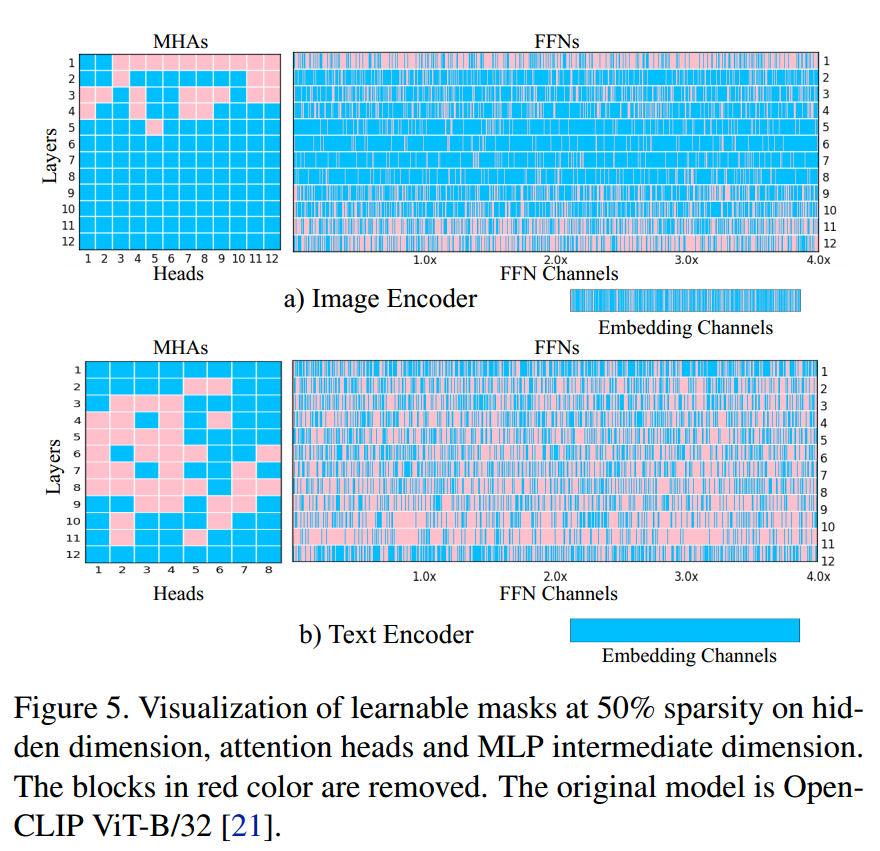 MHAs FFNs
Layers
1 1
2 2
3 3
4 4
5 5
6 6
7 7
8 8
9 9
10 10
11 11
12 12
1 2 3 4 5 6 7 8 9 10 11 12 1.0x 2.0x 3.0x 4.0x
Heads FFN Channels
a) Image Encoder
Embedding Channels
MHAs FFNs
Layers
1 1
2 2
3 3
4 4
5 5
6 6
7 7
8 8
9 9
10 10
11 11
12 12
1 2 3 4 5 6 7 8 1.0x 2.0x 3.0x 4.0x
Heads FFN Channels
b) Text Encoder
Embedding Channels
Figure 5. Visualization of learnable masks at 50% sparsity on hid-
den dimension, attention heads and MLP intermediate dimension.
The blocks in red color are removed. The original model is Open-
CLIP ViT-B/32 [21].